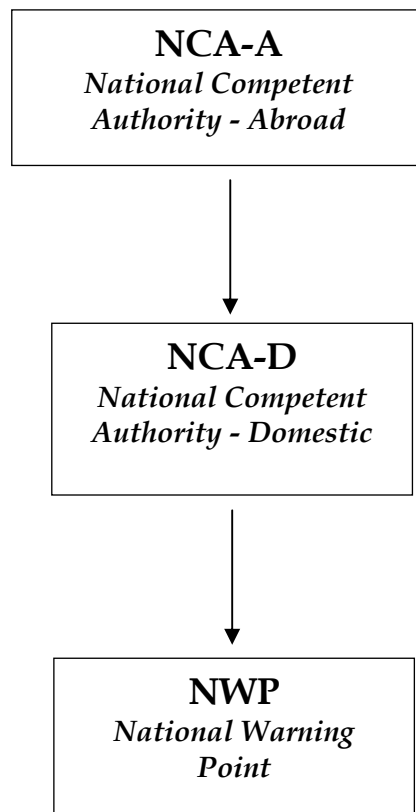 NCA-A
National Competent
Authority - Abroad
NCA-D
National Competent
Authority - Domestic
NWP
National Warning
Point